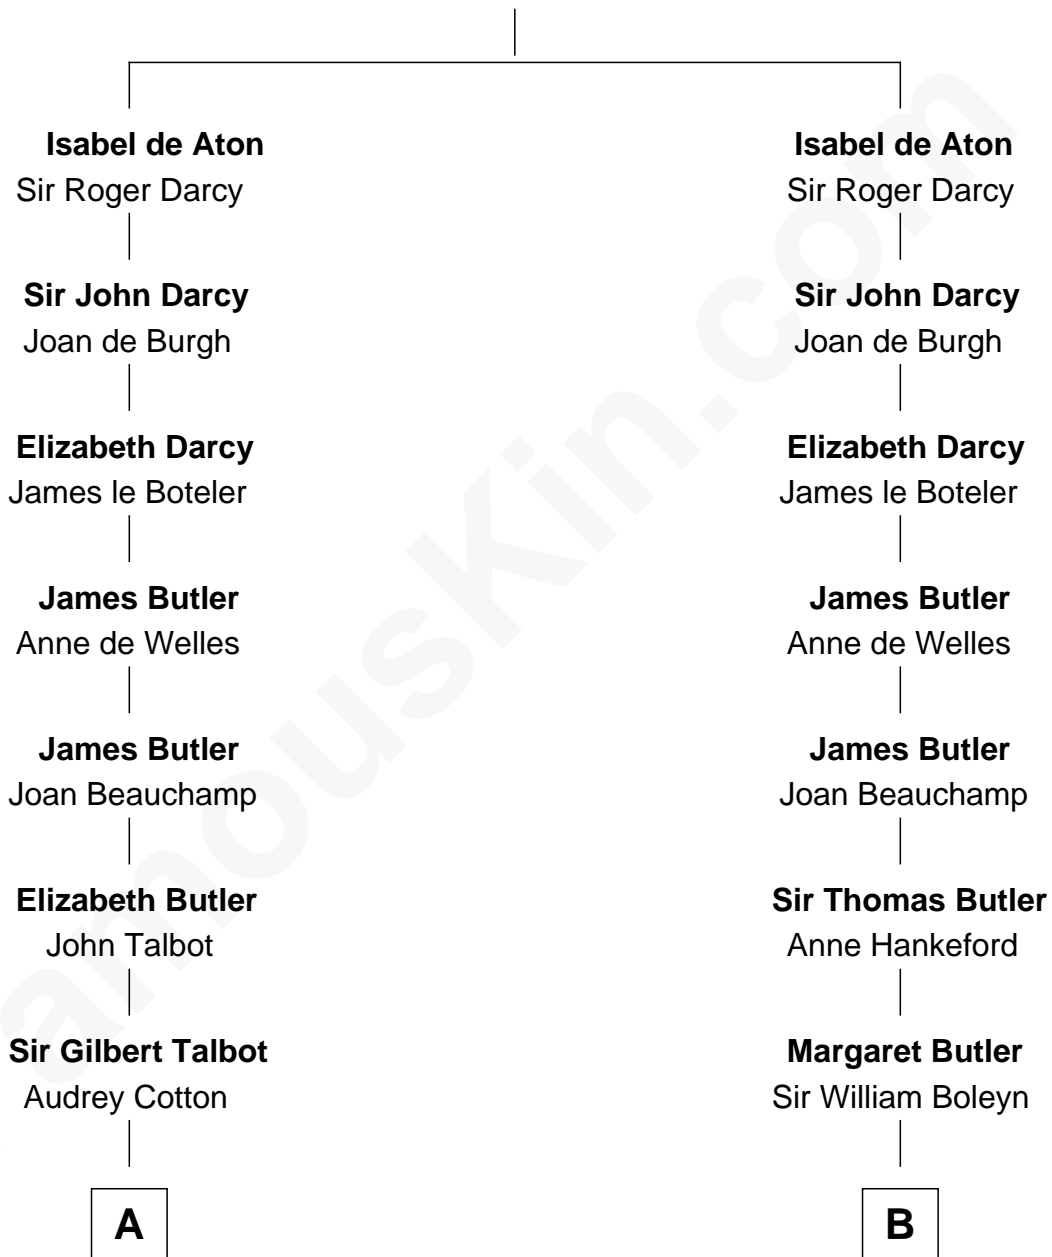 Isabel de Aton
Sir Roger Darcy
Sir John Darcy
Joan de Burgh
Elizabeth Darcy
James le Boteler
James Butler
Anne de Welles
James Butler
Joan Beauchamp
Elizabeth Butler
John Talbot
Sir Gilbert Talbot
Audrey Cotton
A
Isabel de Aton
Sir Roger Darcy
Sir John Darcy
Joan de Burgh
Elizabeth Darcy
James le Boteler
James Butler
Anne de Welles
James Butler
Joan Beauchamp
Sir Thomas Butler
Anne Hankeford
Margaret Butler
Sir William Boleyn
B
amousKin.com